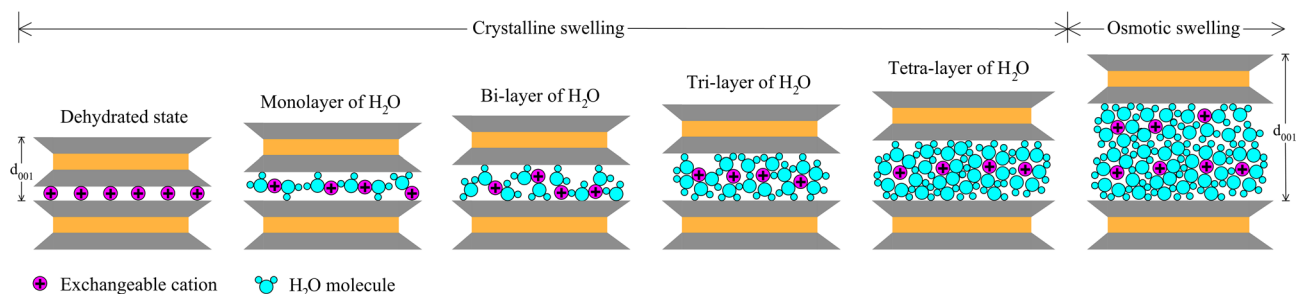 Crystalline swelling
Osmotic swelling
Dehydrated state
Monolayer of H₂O
Bi-layer of H₂O
Tri-layer of H₂O
Tetra-layer of H₂O
d₀₀₁
d₀₀₁
+ + + + + +
+ + + +
+ + + +
+ + + +
+ + + +
+ + + + + + +
+ Exchangeable cation
H₂O molecule